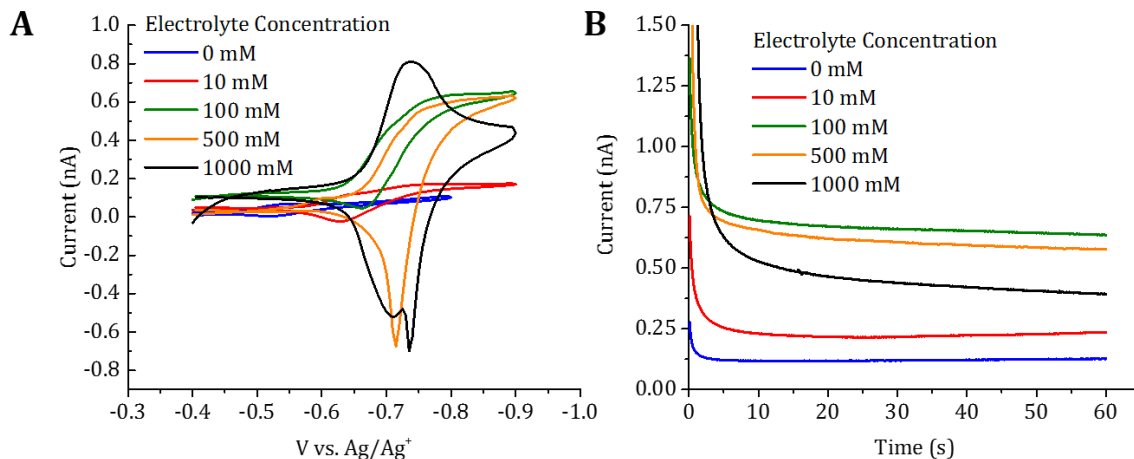 A
Electrolyte Concentration
0 mM
10 mM
100 mM
500 mM
1000 mM
1.0
0.8
0.6
0.4
0.2
0.0
-0.2
-0.4
-0.6
-0.8
Current (nA)
-0.3 -0.4 -0.5 -0.6 -0.7 -0.8 -0.9 -1.0
V vs. Ag/Ag⁺
B
Electrolyte Concentration
0 mM
10 mM
100 mM
500 mM
1000 mM
1.50
1.25
1.00
0.75
0.50
0.25
0.00
Current (nA)
0 10 20 30 40 50 60
Time (s)